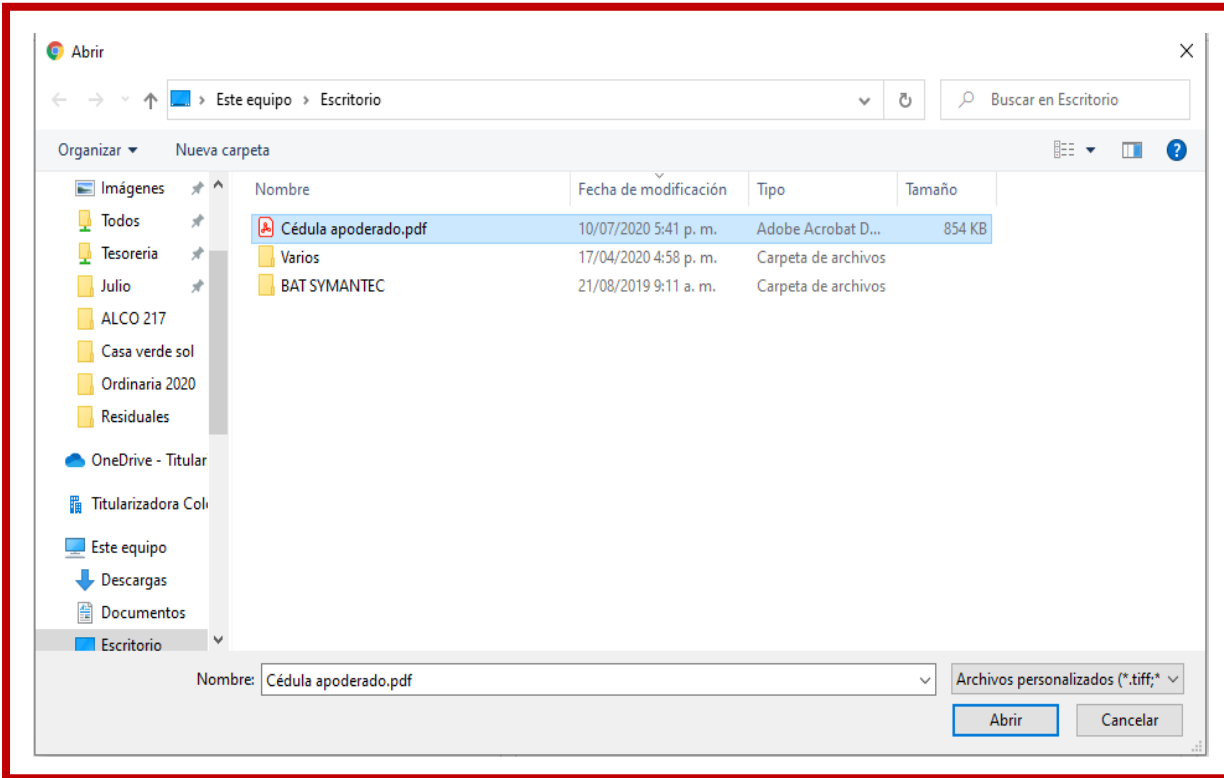 Abrir
Este equipo > Escritorio
Buscar en Escritorio
Organizar
Nueva carpeta
Imágenes
Todos
Tesoreria
Julio
ALCO 217
Casa verde sol
Ordinaria 2020
Residuales
OneDrive - Titular
Titularizadora Col
Este equipo
Descargas
Documentos
Escritorio
Nombre Fecha de modificación Tipo Tamaño
Cédula apoderado.pdf 10/07/2020 5:41 p. m. Adobe Acrobat D... 854 KB
Varios 17/04/2020 4:58 p. m. Carpeta de archivos
BAT SYMANTEC 21/08/2019 9:11 a. m. Carpeta de archivos
Nombre: Cédula apoderado.pdf
Archivos personalizados (*.tiff;*
Abrir
Cancelar